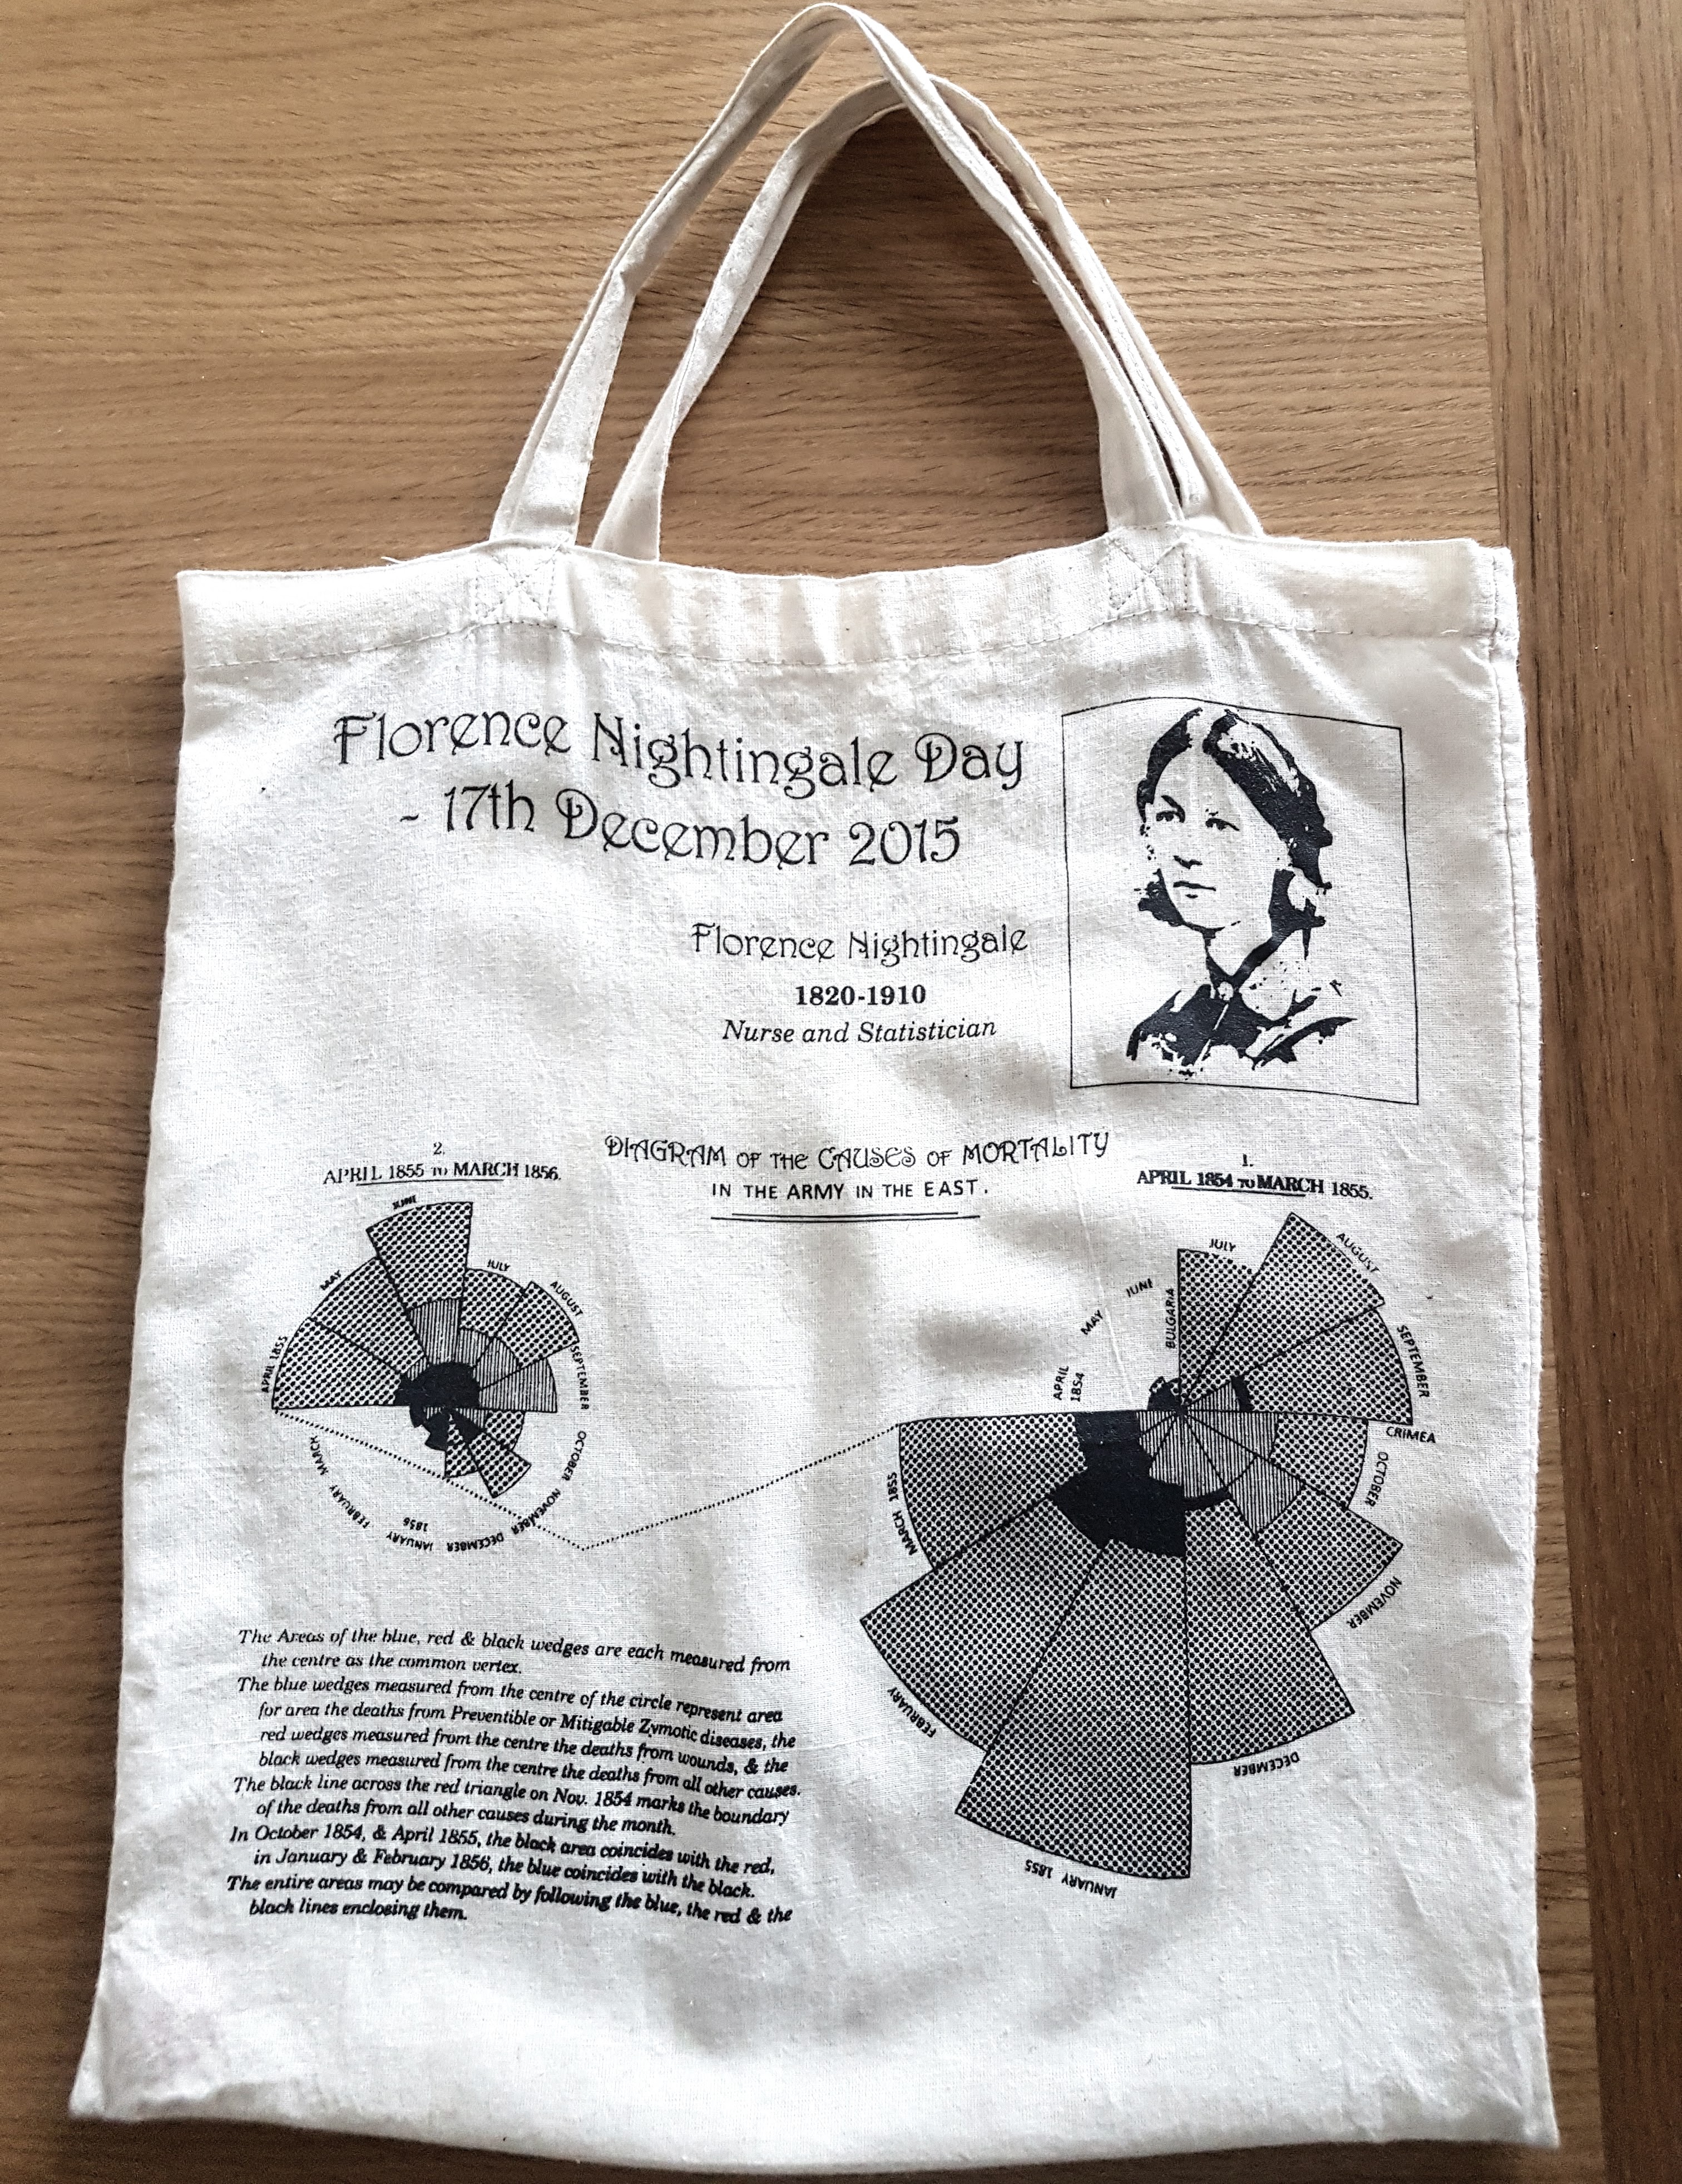 Florence Nightingale Day
- 17th December 2015
Florence Nightingale
1820-1910
Nurse and Statistician
DIAGRAM OF THE CAUSES OF MORTALITY
IN THE ARMY IN THE EAST.
2.
APRIL 1855 TO MARCH 1856.
APRIL 1855
MAY
JUNE
JULY
AUGUST
SEPTEMBER
OCTOBER
NOVEMBER
DECEMBER
JANUARY
1856
FEBRUARY
MARCH
1.
APRIL 1854 TO MARCH 1855.
APRIL
1854
MAY
JUNE
BULGARIA
JULY
AUGUST
SEPTEMBER
CRIMEA
OCTOBER
NOVEMBER
DECEMBER
JANUARY 1855
FEBRUARY
MARCH 1855
The Areas of the blue, red & black wedges are each measured from
the centre as the common vertex.
The blue wedges measured from the centre of the circle represent area
for area the deaths from Preventible or Mitigable Zymotic diseases, the
red wedges measured from the centre the deaths from wounds, & the
black wedges measured from the centre the deaths from all other causes.
The black line across the red triangle on Nov. 1854 marks the boundary
of the deaths from all other causes during the month.
In October 1854, & April 1855, the black area coincides with the red,
in January & February 1856, the blue coincides with the black.
The entire areas may be compared by following the blue, the red & the
black lines enclosing them.